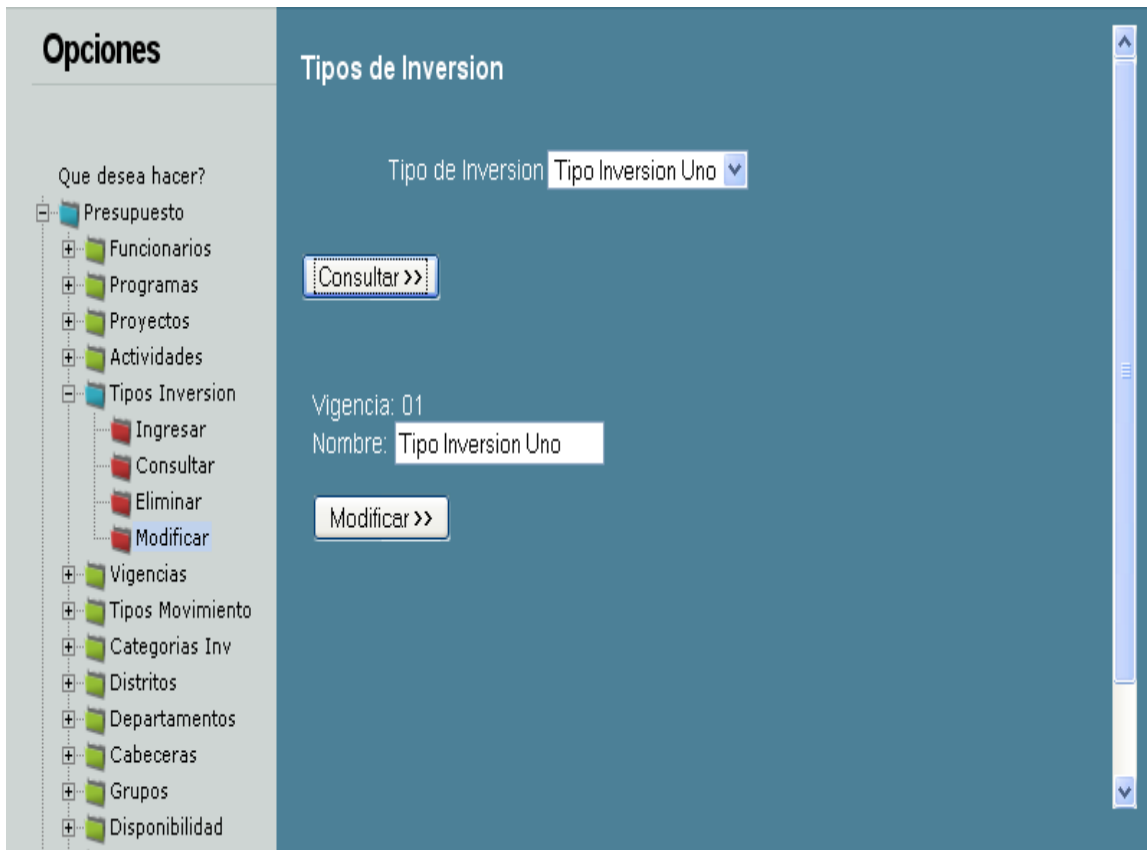 Opciones
Que desea hacer?
Presupuesto
Funcionarios
Programas
Proyectos
Actividades
Tipos Inversion
Ingresar
Consultar
Eliminar
Modificar
Vigencias
Tipos Movimiento
Categorias Inv
Distritos
Departamentos
Cabeceras
Grupos
Disponibilidad
Tipos de Inversion
Tipo de Inversion Tipo Inversion Uno
Consultar >>
Vigencia: 01
Nombre: Tipo Inversion Uno
Modificar >>